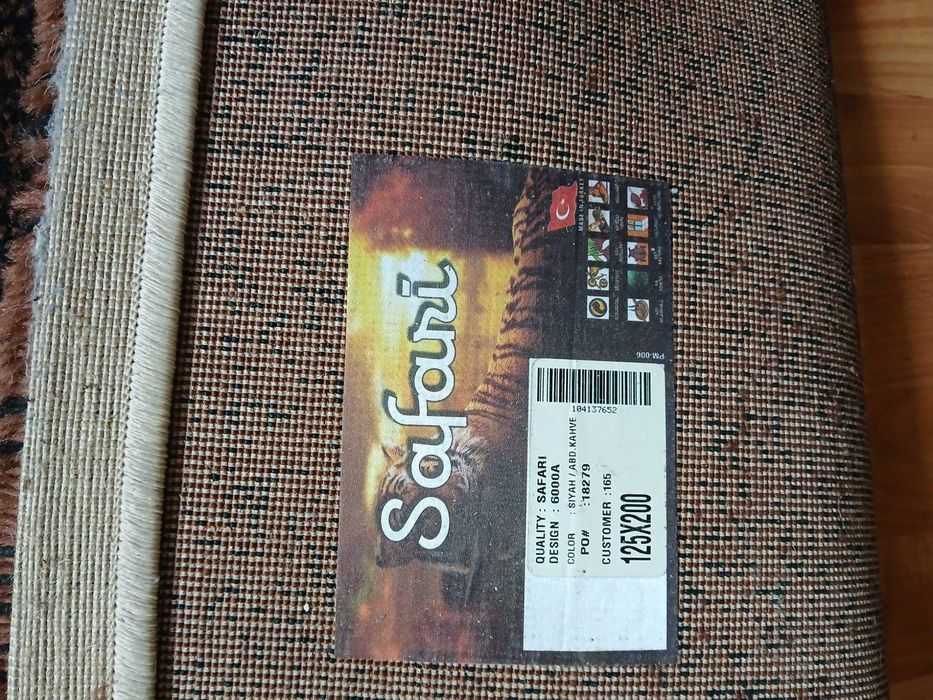 Safari
MADE IN TURKEY
PM-006
104137652
QUALITY : SAFARI
DESIGN : 6000A
COLOR : SIYAH / ABD.KAHVE
PO# :18279
CUSTOMER :165
125X200